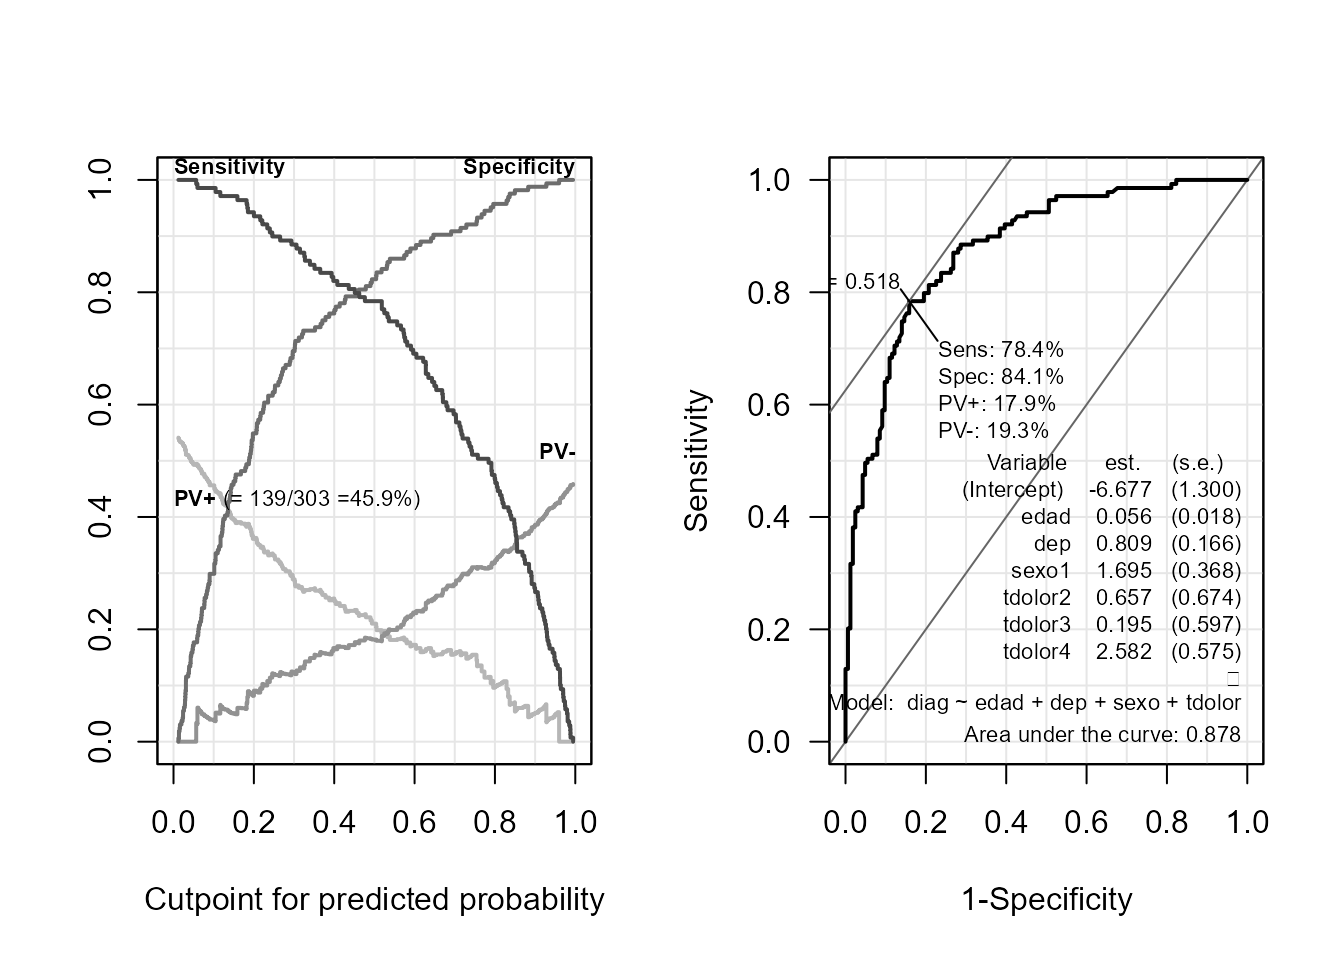 Sensitivity Specificity
PV-
PV+ (= 139/303 =45.9%)
0.0 0.2 0.4 0.6 0.8 1.0
0.0 0.2 0.4 0.6 0.8 1.0
Cutpoint for predicted probability
= 0.518
Sens: 78.4%
Spec: 84.1%
PV+: 17.9%
PV-: 19.3%
Variable est. (s.e.)
(Intercept) -6.677 (1.300)
edad 0.056 (0.018)
dep 0.809 (0.166)
sexo1 1.695 (0.368)
tdolor2 0.657 (0.674)
tdolor3 0.195 (0.597)
tdolor4 2.582 (0.575)
Model: diag ~ edad + dep + sexo + tdolor
Area under the curve: 0.878
Sensitivity
1.0
0.8
0.6
0.4
0.2
0.0
0.0 0.2 0.4 0.6 0.8 1.0
1-Specificity